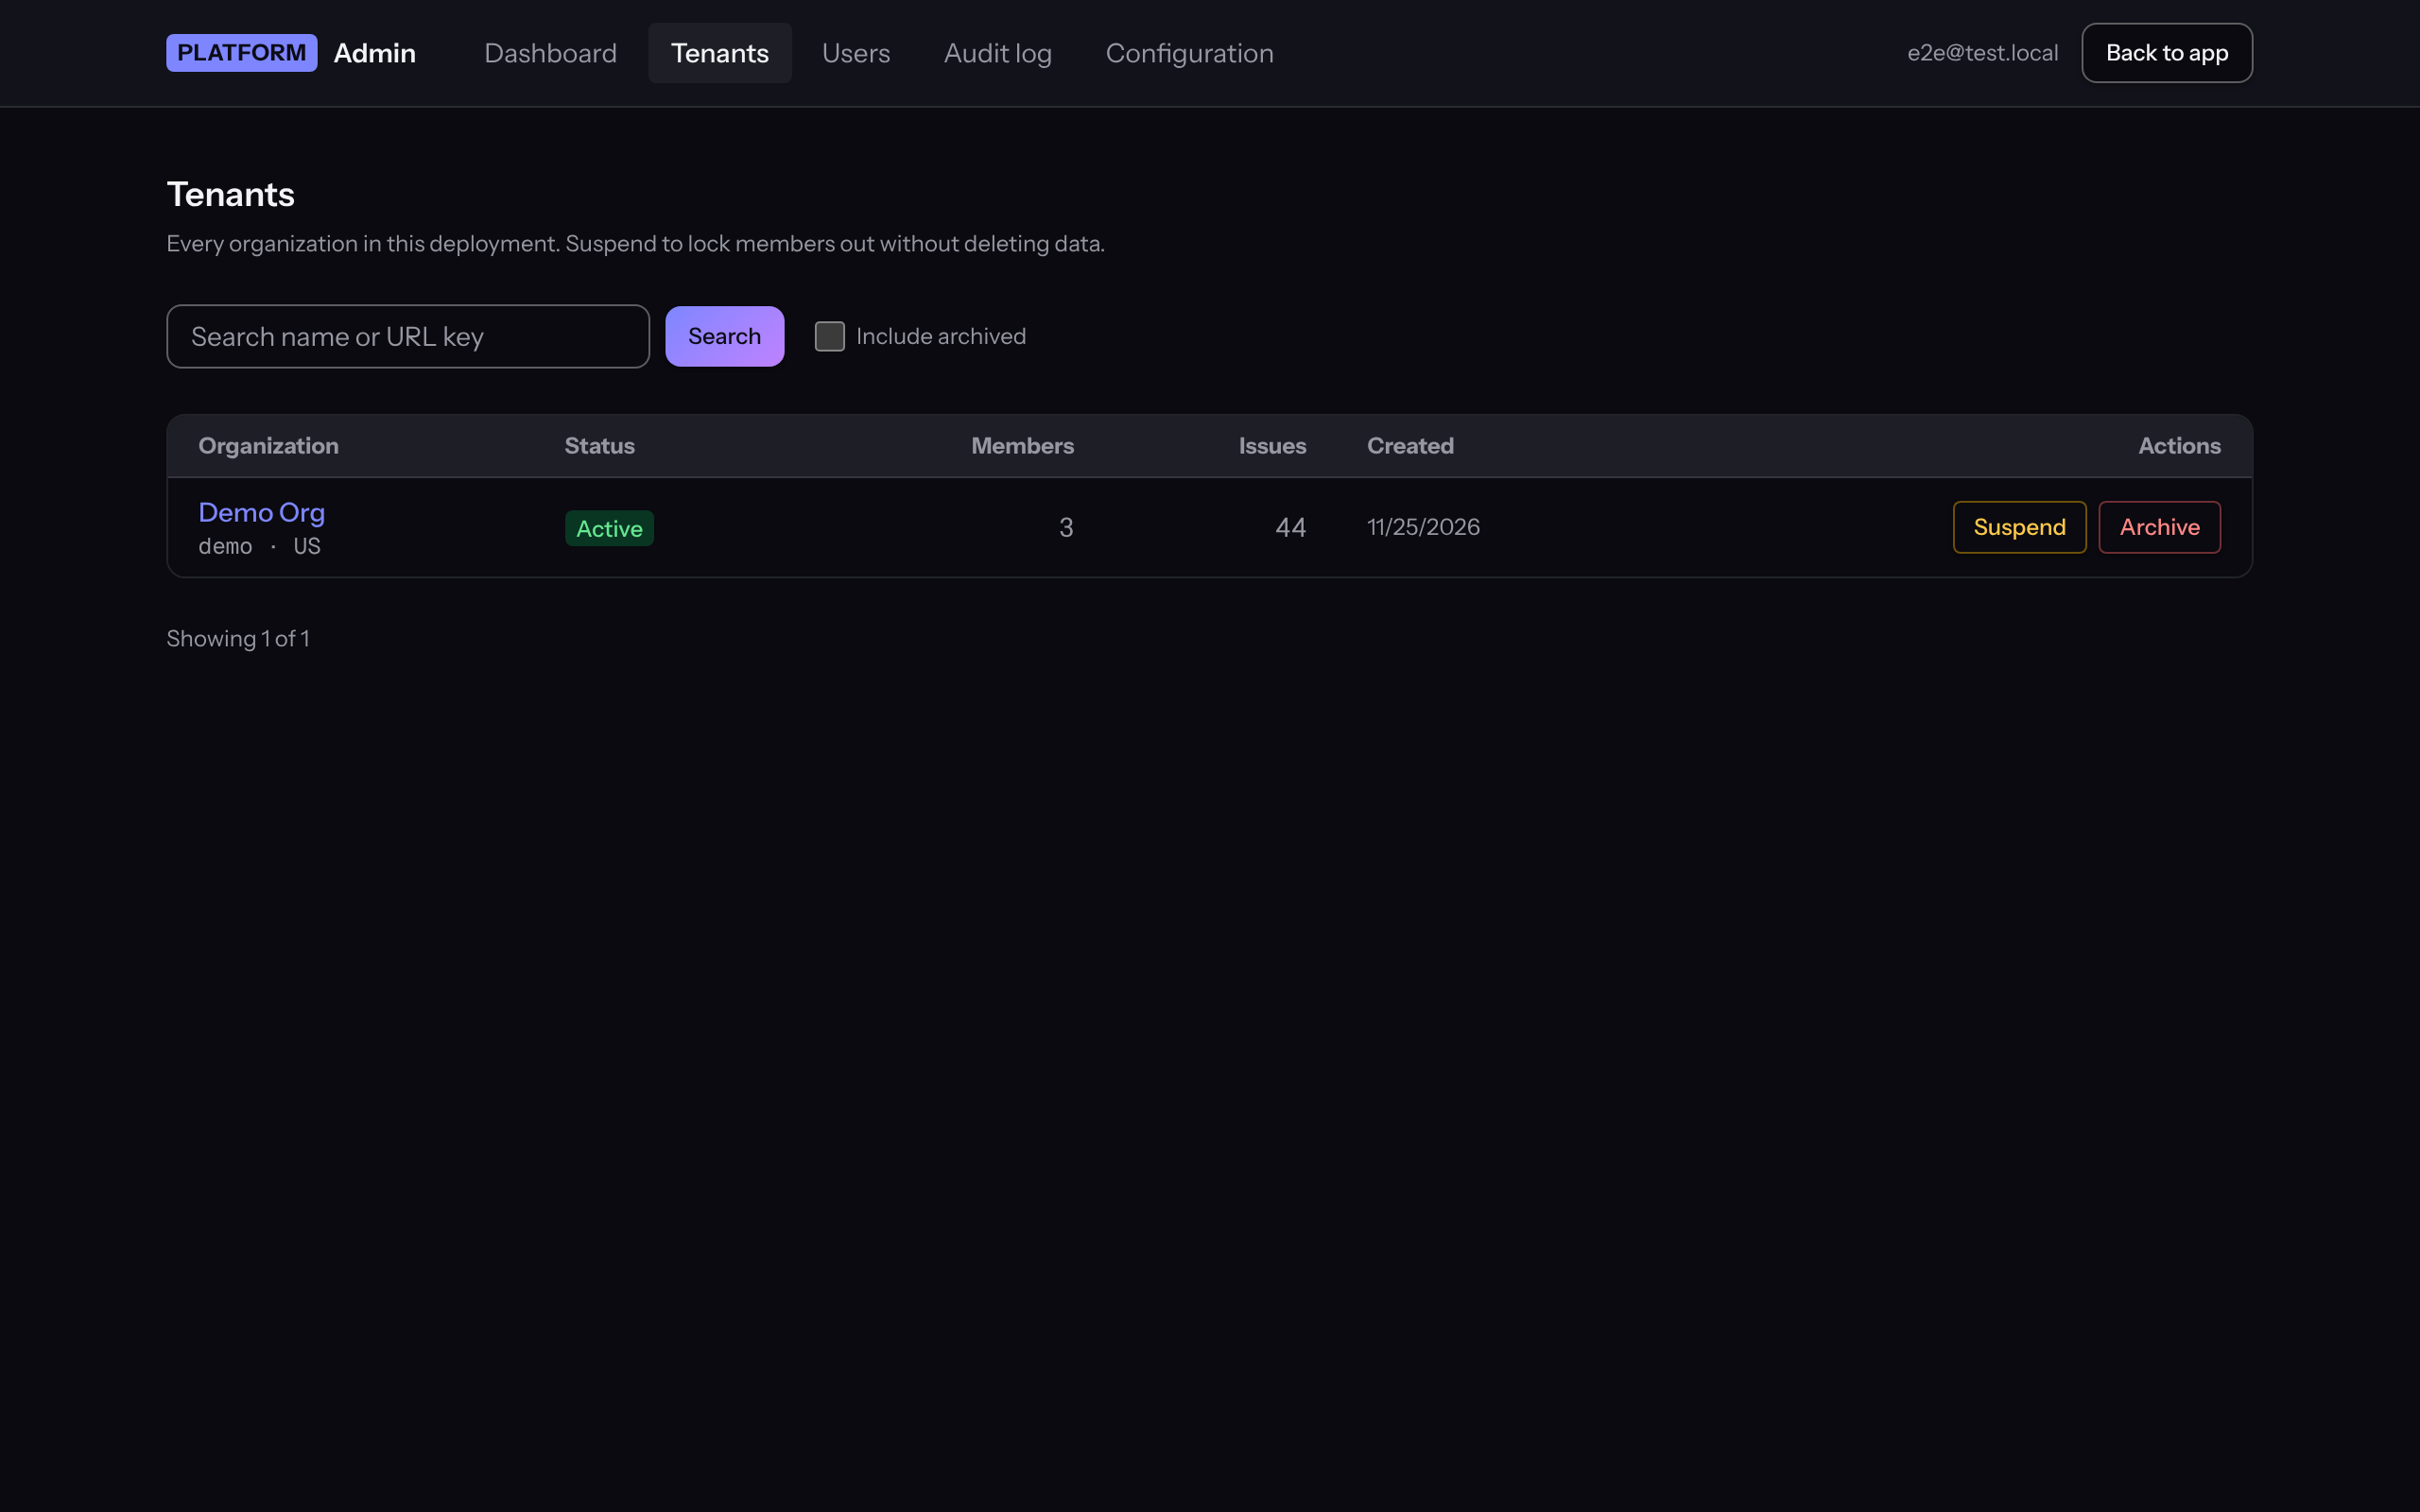 PLATFORM Admin Dashboard Tenants Users Audit log Configuration e2e@test.local Back to app
Tenants
Every organization in this deployment. Suspend to lock members out without deleting data.
Search name or URL key Search Include archived
Organization Status Members Issues Created Actions
Demo Org Active 3 44 11/25/2026 Suspend Archive
demo · US
Showing 1 of 1